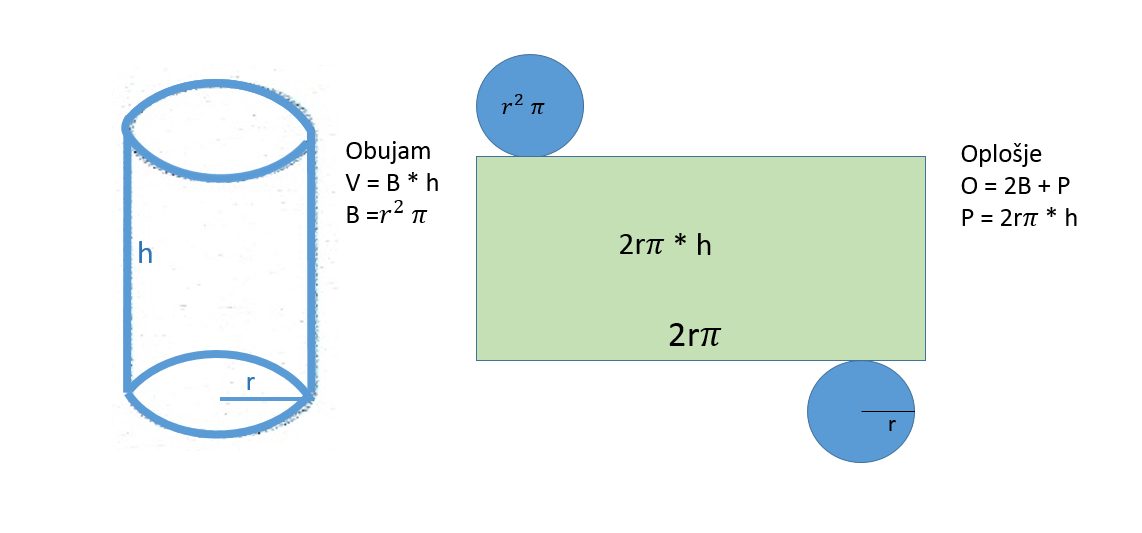 h
r
Obujam
V = B * h
B =r² π
r² π
2rπ * h
2rπ
r
Oplošje
O = 2B + P
P = 2rπ * h